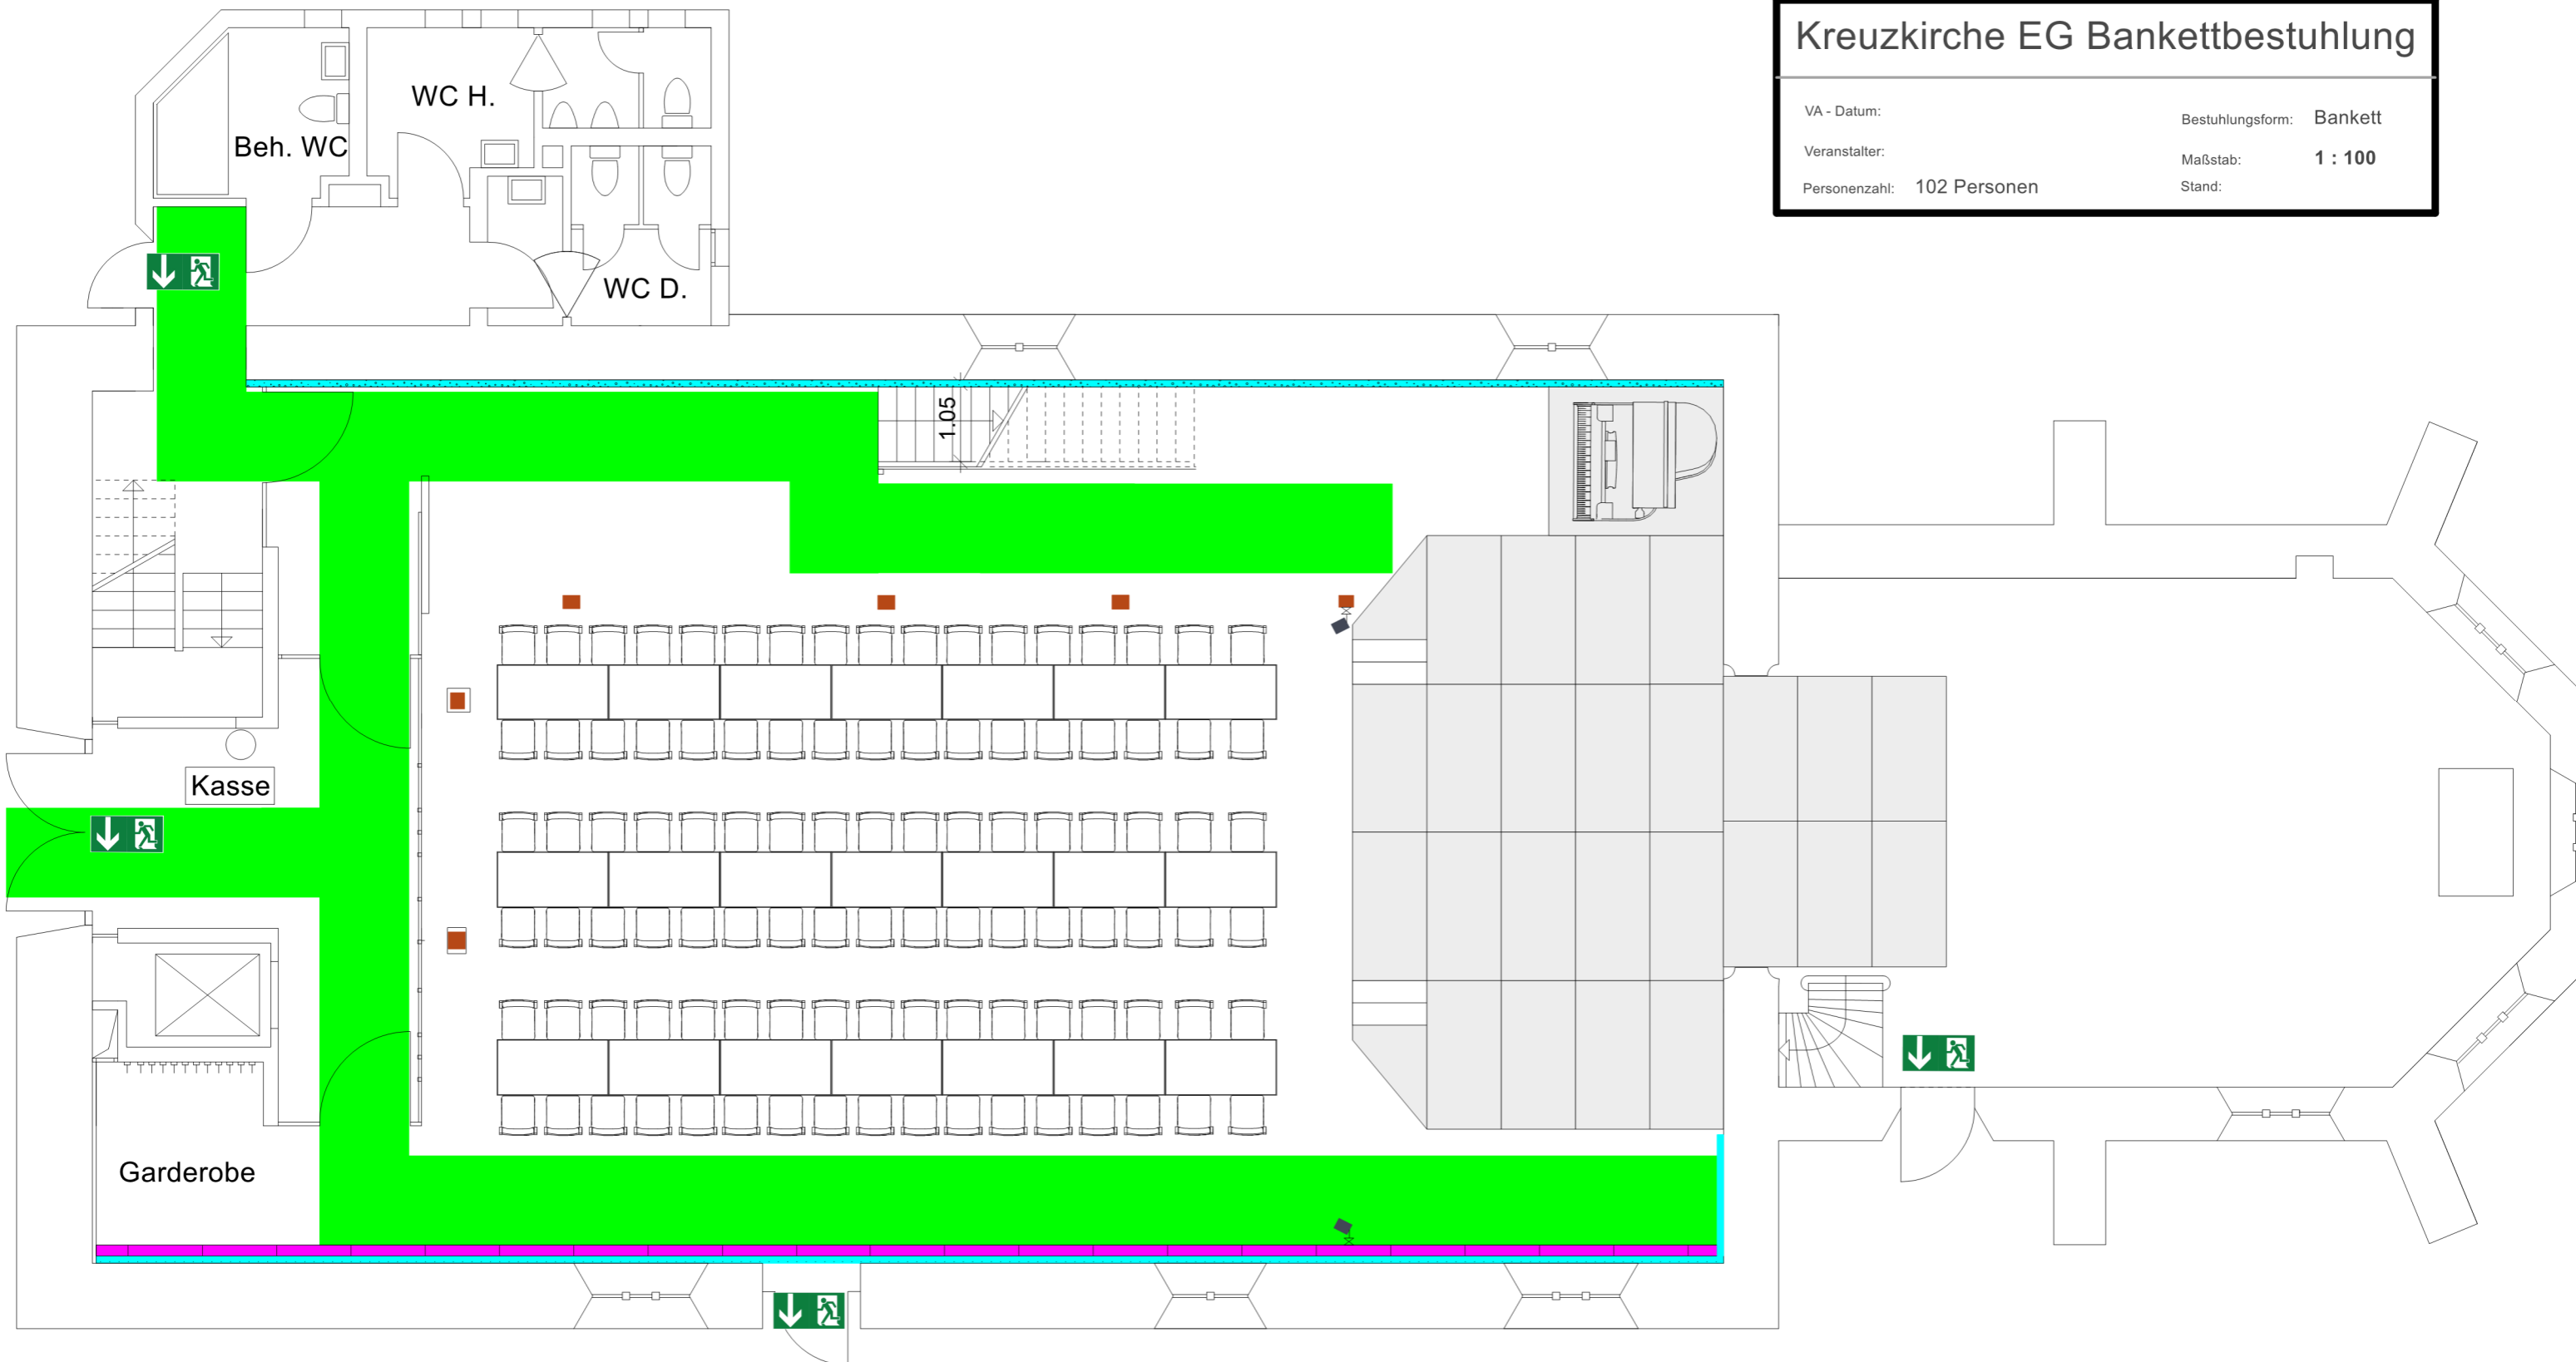 Kreuzkirche EG Bankettbestuhlung
VA - Datum:
Bestuhlungsform: Bankett
Veranstalter:
Maßstab: 1 : 100
Personenzahl: 102 Personen
Stand:
WC H.
Beh. WC
WC D.
1.05
Kasse
Garderobe